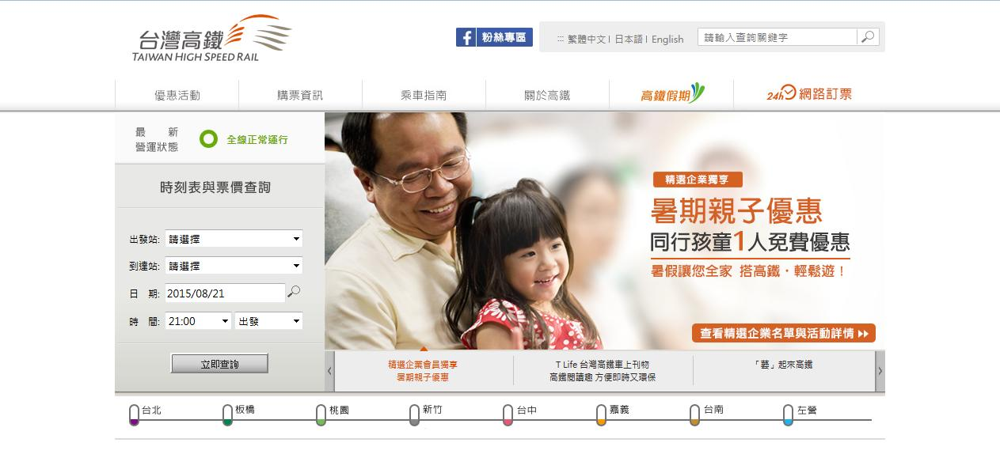 台灣高鐵
TAIWAN HIGH SPEED RAIL
粉絲專區
::: 繁體中文 | 日本語 | English
請輸入查詢關鍵字
優惠活動
購票資訊
乘車指南
關於高鐵
高鐵假期
24h 網路訂票
最 新
營運狀態
全線正常運行
時刻表與票價查詢
出發站: 請選擇
到達站: 請選擇
日 期: 2015/08/21
時 間: 21:00 出發
立即查詢
精選企業獨享
暑期親子優惠
同行孩童1人免費優惠
暑假讓您全家 搭高鐵・輕鬆遊！
查看精選企業名單與活動詳情
精選企業會員獨享
暑期親子優惠
T Life 台灣高鐵車上刊物
高鐵閱讀趣 方便即時又環保
「藝」起來高鐵
台北
板橋
桃園
新竹
台中
嘉義
台南
左營